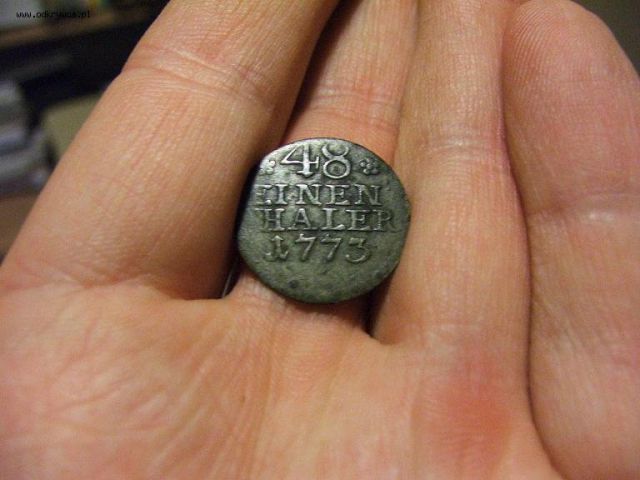 www.odkrywca.pl
48
EINEN
THALER
1773